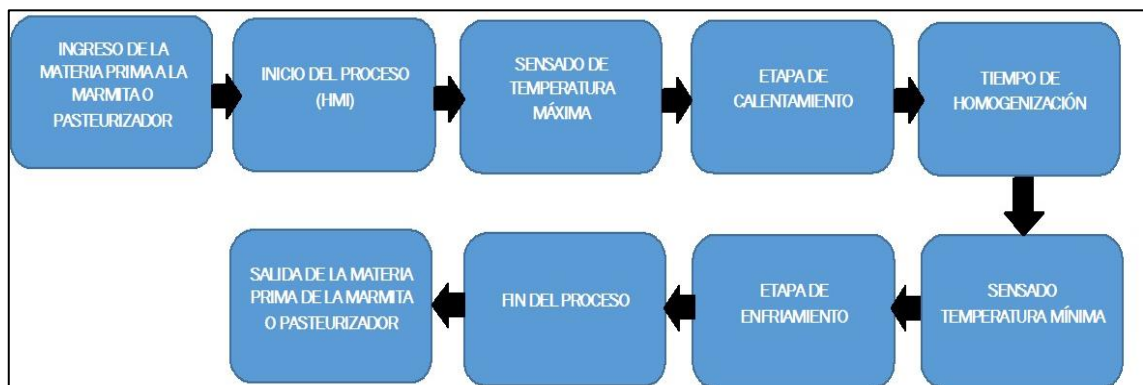 INGRESO DE LA
MATERIA PRIMA A LA
MARMITA O
PASTEURIZADOR
INICIO DEL PROCESO
(HMI)
SENSADO DE
TEMPERATURA
MÁXIMA
ETAPA DE
CALENTAMIENTO
TIEMPO DE
HOMOGENIZACIÓN
SENSADO
TEMPERATURA MÍNIMA
ETAPA DE
ENFRIAMIENTO
FIN DEL PROCESO
SALIDA DE LA MATERIA
PRIMA DE LA MARMITA
O PASTEURIZADOR